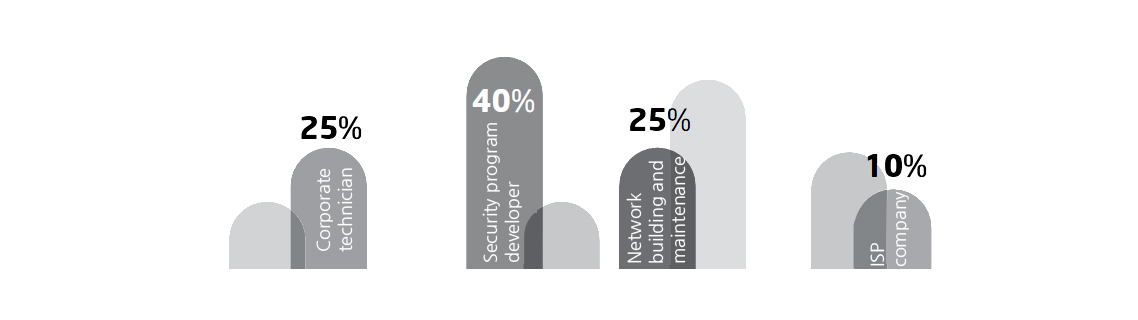 25%
Corporate
technician
40%
Security program
developer
25%
Network
building and
maintenance
10%
ISP
company